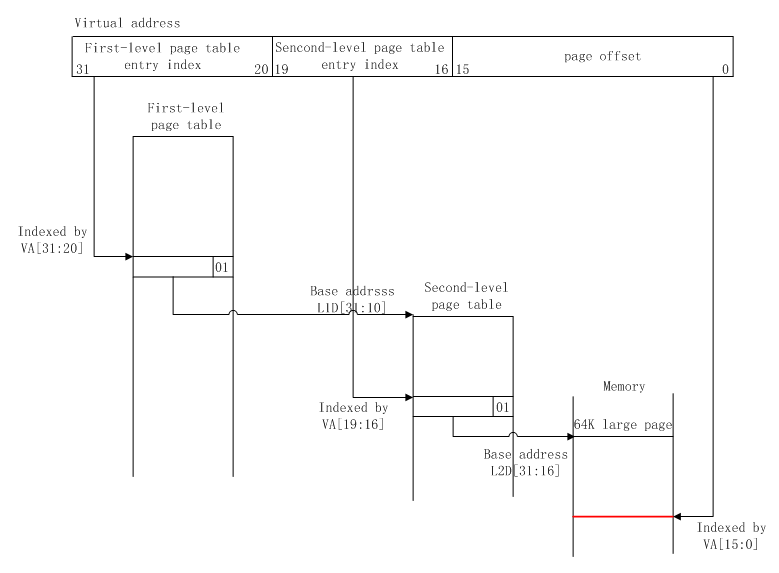 Virtual address
First-level page table
entry index
31
20
Sencond-level page table
entry index
19
16
page offset
15
0
First-level
page table
Indexed by
VA[31:20]
01
Base addrsss
L1D[31:10]
Second-level
page table
Indexed by
VA[19:16]
01
Base address
L2D[31:16]
Memory
64K large page
Indexed by
VA[15:0]